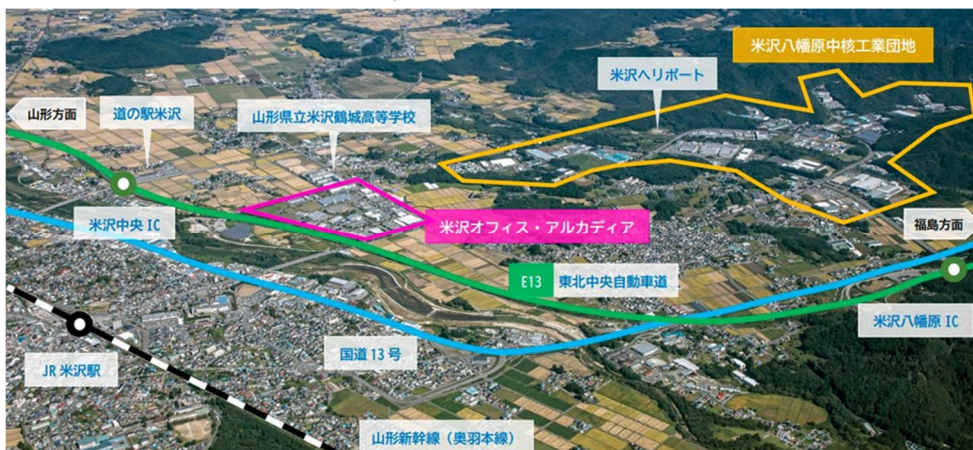 米沢八幡原中核工業団地
米沢ヘリポート
山形方面
道の駅米沢
山形県立米沢鶴城高等学校
米沢中央 IC
米沢オフィス・アルカディア
福島方面
E13 東北中央自動車道
米沢八幡原 IC
国道13号
JR 米沢駅
山形新幹線（奥羽本線）